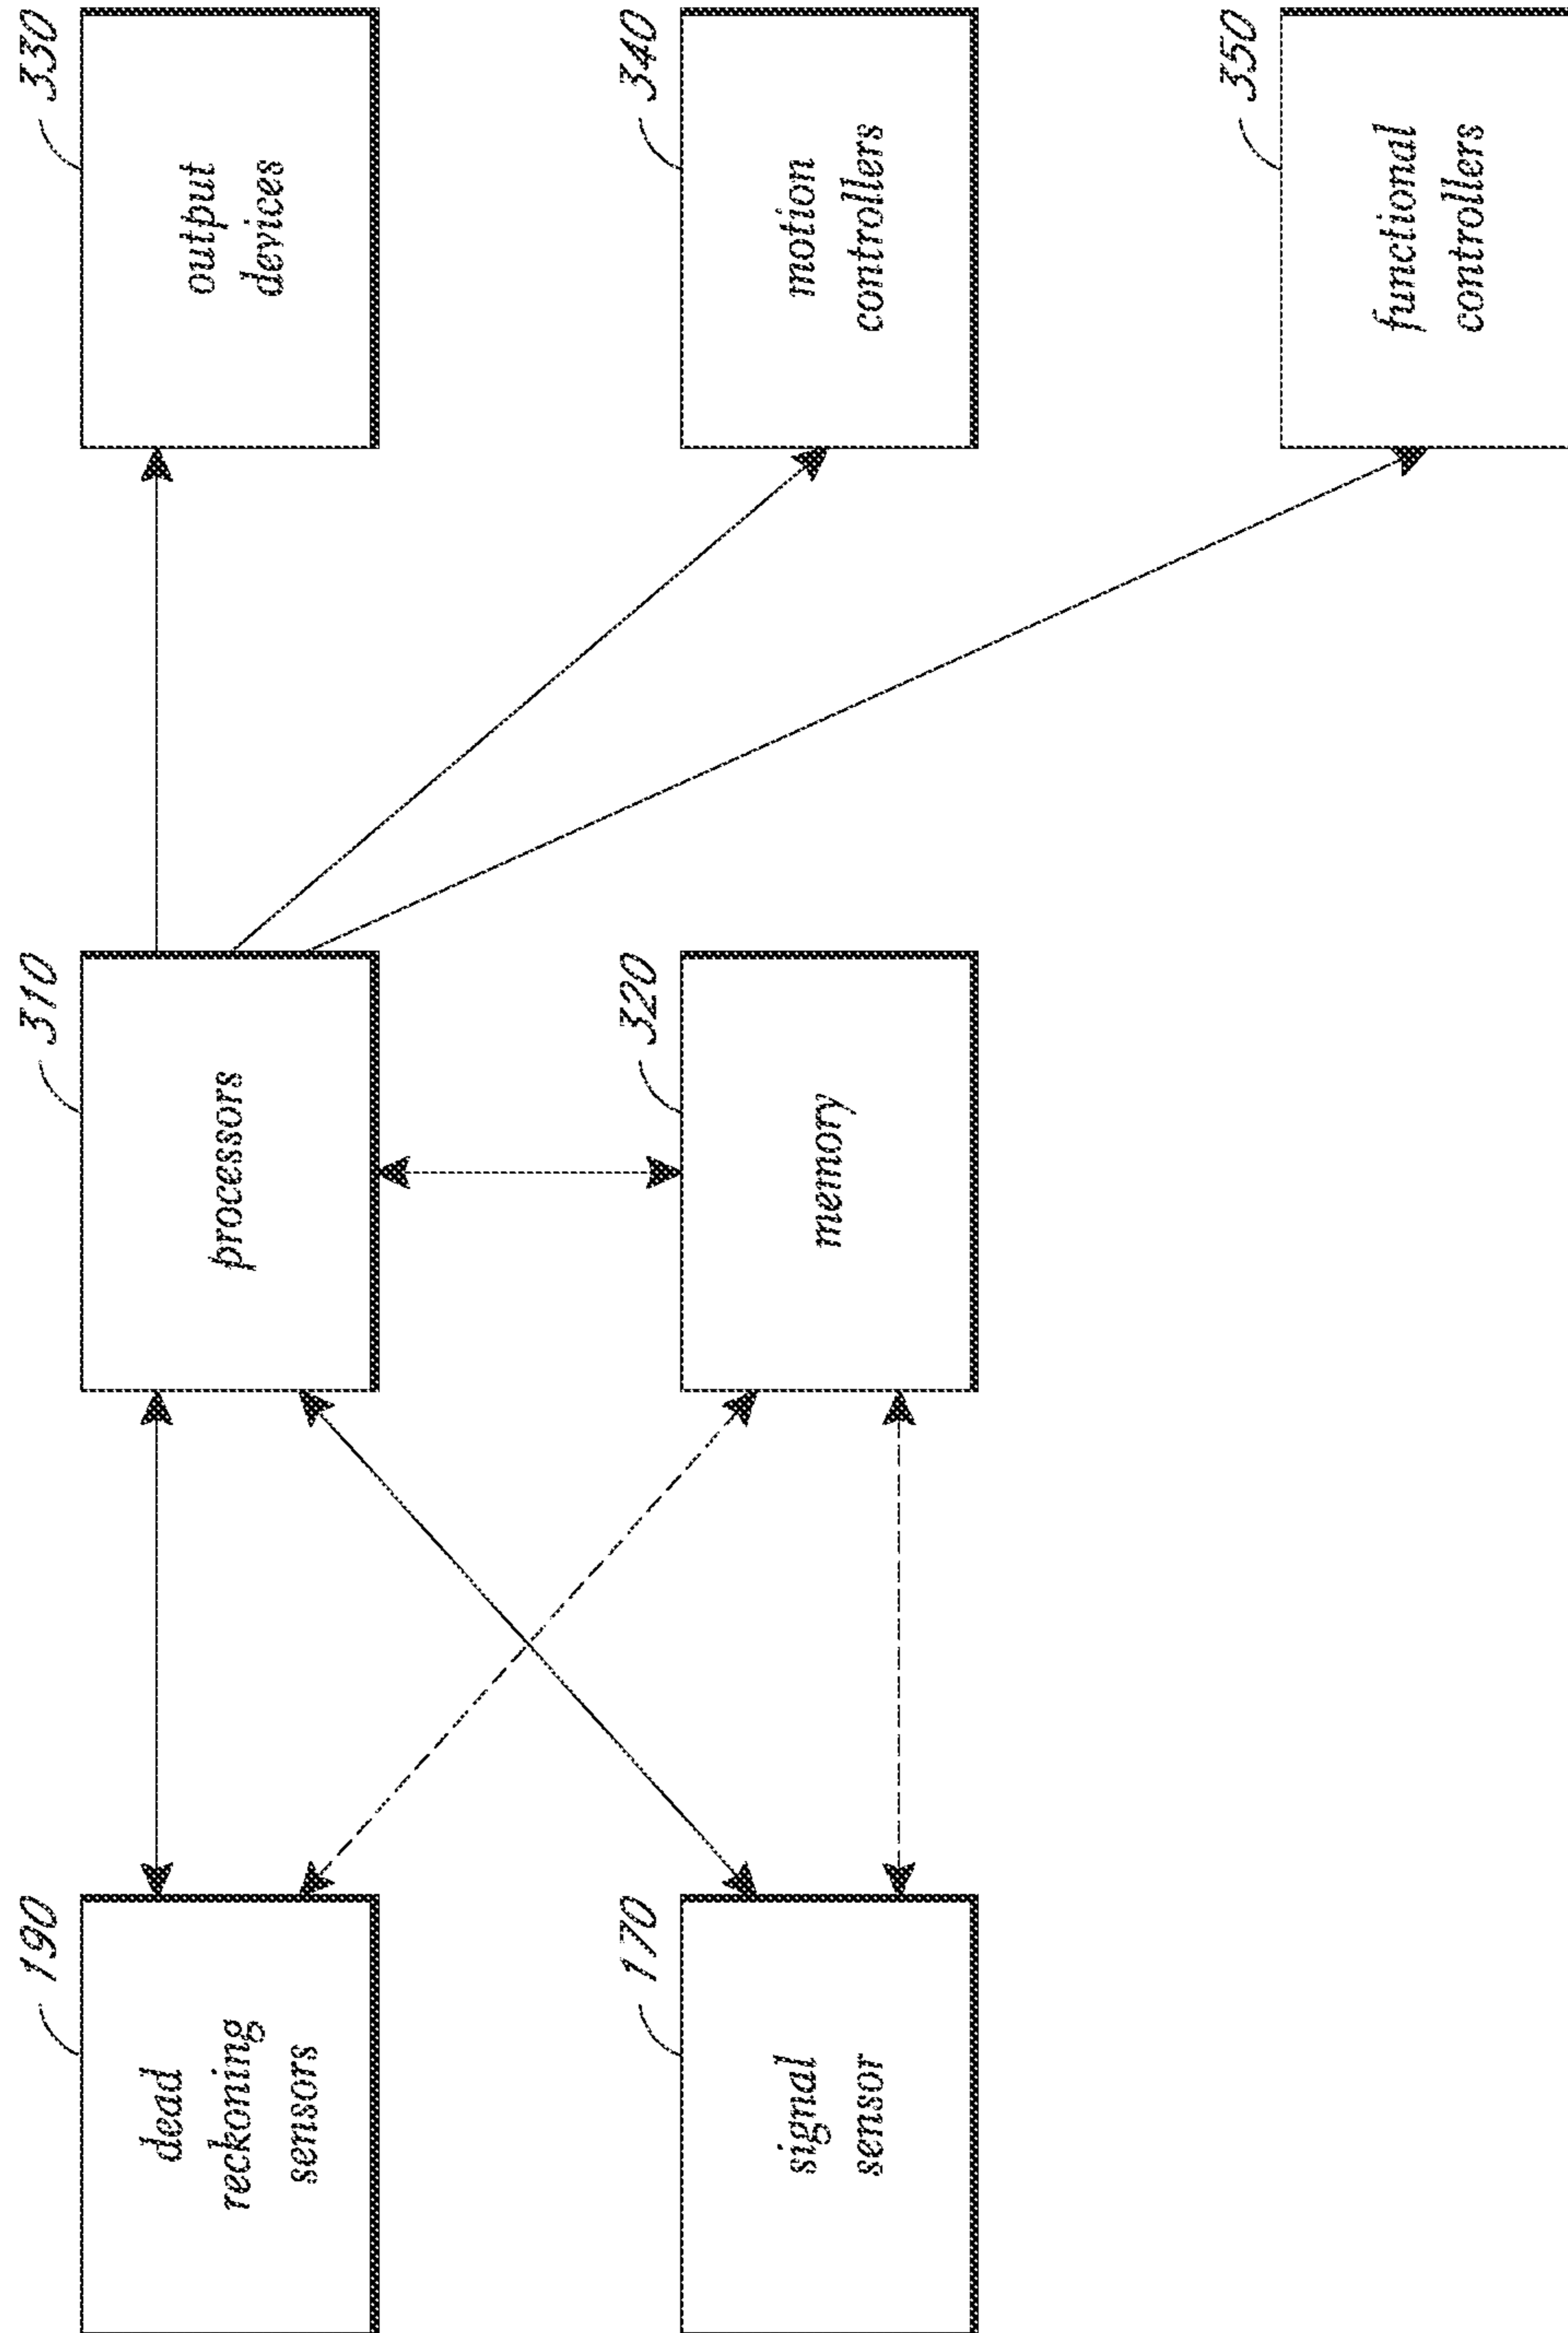 190
dead
reckoning
sensors
310
processors
330
output
devices
170
signal
sensor
320
memory
340
motion
controllers
350
functional
controllers